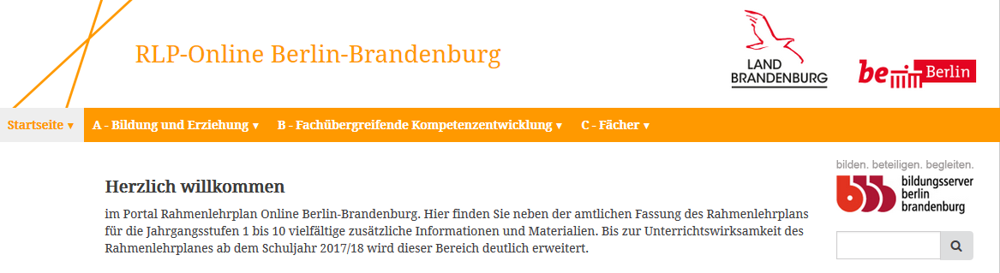 RLP-Online Berlin-Brandenburg
LAND
BRANDENBURG
be Berlin
Startseite ▾ A - Bildung und Erziehung ▾ B - Fachübergreifende Kompetenzentwicklung ▾ C - Fächer ▾
bilden. beteiligen. begleiten.
bbb bildungsserver
berlin
brandenburg
Herzlich willkommen
im Portal Rahmenlehrplan Online Berlin-Brandenburg. Hier finden Sie neben der amtlichen Fassung des Rahmenlehrplans
für die Jahrgangsstufen 1 bis 10 vielfältige zusätzliche Informationen und Materialien. Bis zur Unterrichtswirksamkeit des
Rahmenlehrplanes ab dem Schuljahr 2017/18 wird dieser Bereich deutlich erweitert.